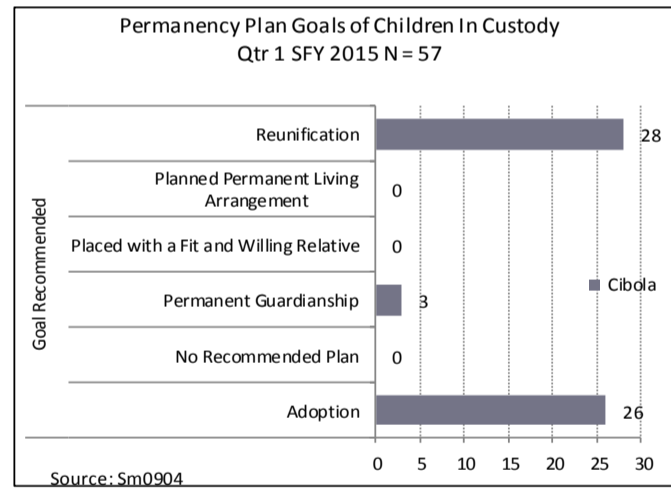 Permanency Plan Goals of Children In Custody
Qtr 1 SFY 2015 N = 57
Goal Recommended
Reunification
28
Planned Permanent Living
Arrangement
0
Placed with a Fit and Willing Relative
0
Permanent Guardianship
3
Cibola
No Recommended Plan
0
Adoption
26
0 5 10 15 20 25 30
Source: Sm0904